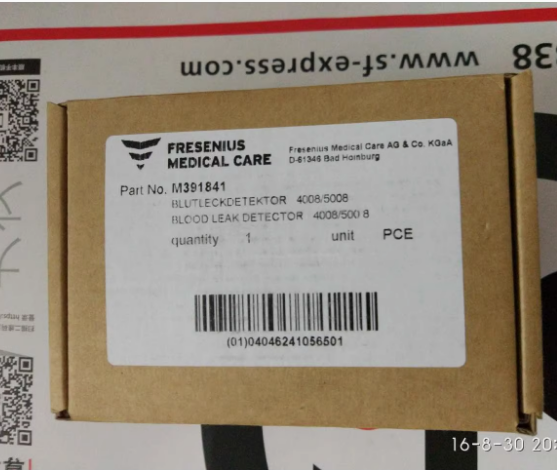 www.sf-express.com
38
FRESENIUS
MEDICAL CARE
Fresenius Medical Care AG & Co. KGaA
D-61346 Bad Homburg
Part No. M391841
BLUTLECKDETEKTOR 4008/5008
BLOOD LEAK DETECTOR 4008/500 8
quantity 1 unit PCE
(01)04046241056501
16-8-30 20: